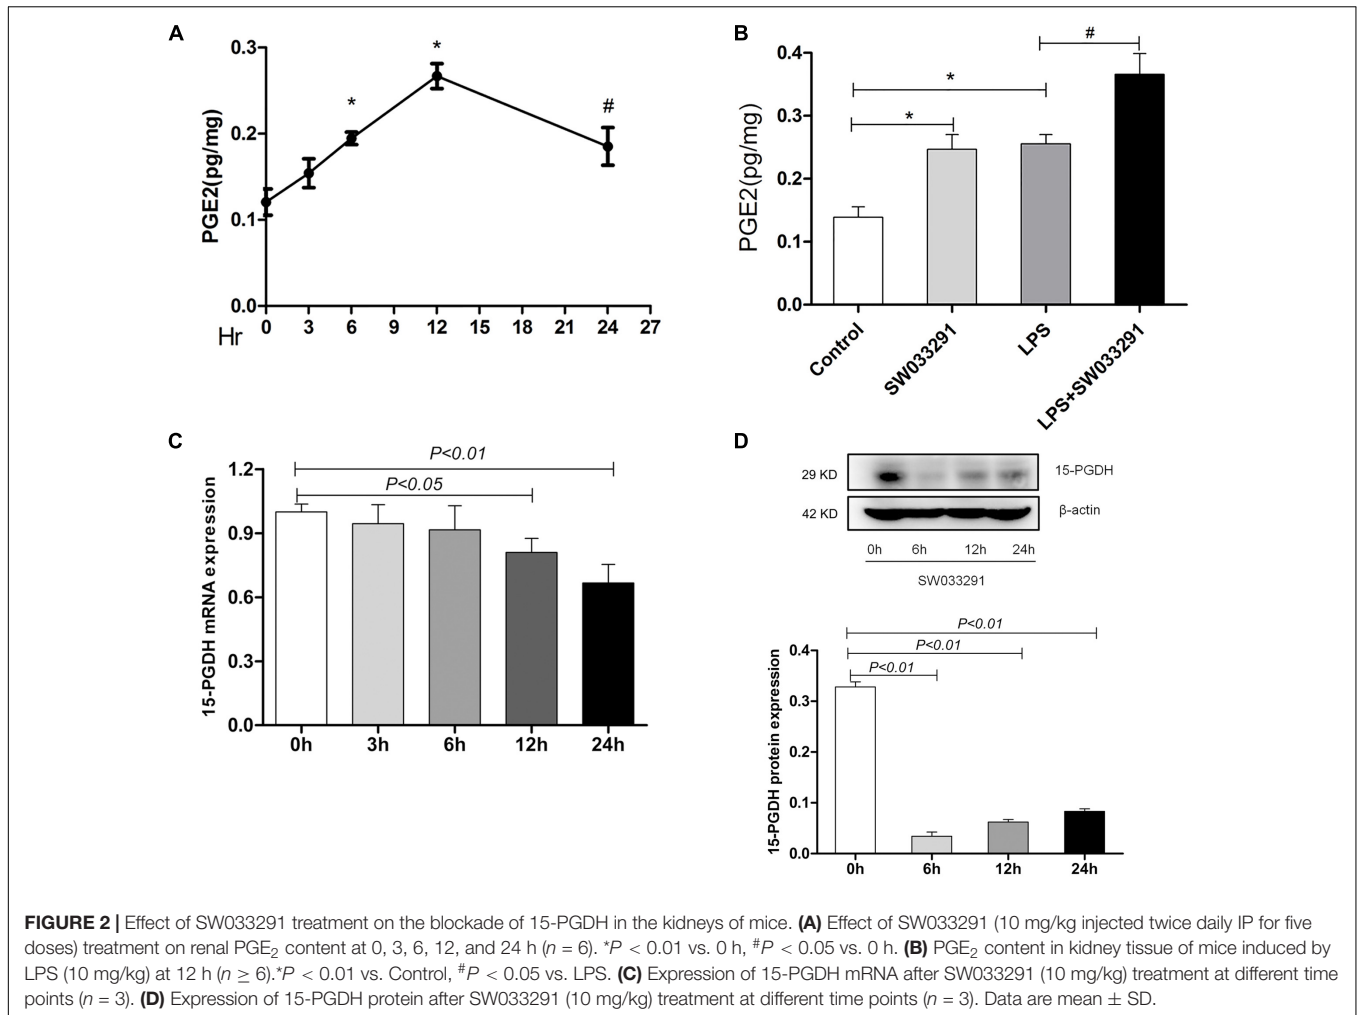 A
*
*
#
0.3
0.2
0.1
0.0
PGE2(pg/mg)
Hr
0 3 6 9 12 15 18 21 24 27
B
#
*
*
0.4
0.3
0.2
0.1
0.0
PGE2(pg/mg)
Control
SW033291
LPS
LPS+SW033291
C
P<0.01
P<0.05
1.2
0.9
0.6
0.3
0.0
15-PGDH mRNA expression
0h 3h 6h 12h 24h
D
29 KD 15-PGDH
42 KD β-actin
0h 6h 12h 24h
SW033291
P<0.01
P<0.01
P<0.01
0.4
0.3
0.2
0.1
0.0
15-PGDH protein expression
0h 6h 12h 24h
FIGURE 2 | Effect of SW033291 treatment on the blockade of 15-PGDH in the kidneys of mice. (A) Effect of SW033291 (10 mg/kg injected twice daily IP for five
doses) treatment on renal PGE₂ content at 0, 3, 6, 12, and 24 h (n = 6). *P < 0.01 vs. 0 h, #P < 0.05 vs. 0 h. (B) PGE₂ content in kidney tissue of mice induced by
LPS (10 mg/kg) at 12 h (n ≥ 6).*P < 0.01 vs. Control, #P < 0.05 vs. LPS. (C) Expression of 15-PGDH mRNA after SW033291 (10 mg/kg) treatment at different time
points (n = 3). (D) Expression of 15-PGDH protein after SW033291 (10 mg/kg) treatment at different time points (n = 3). Data are mean ± SD.